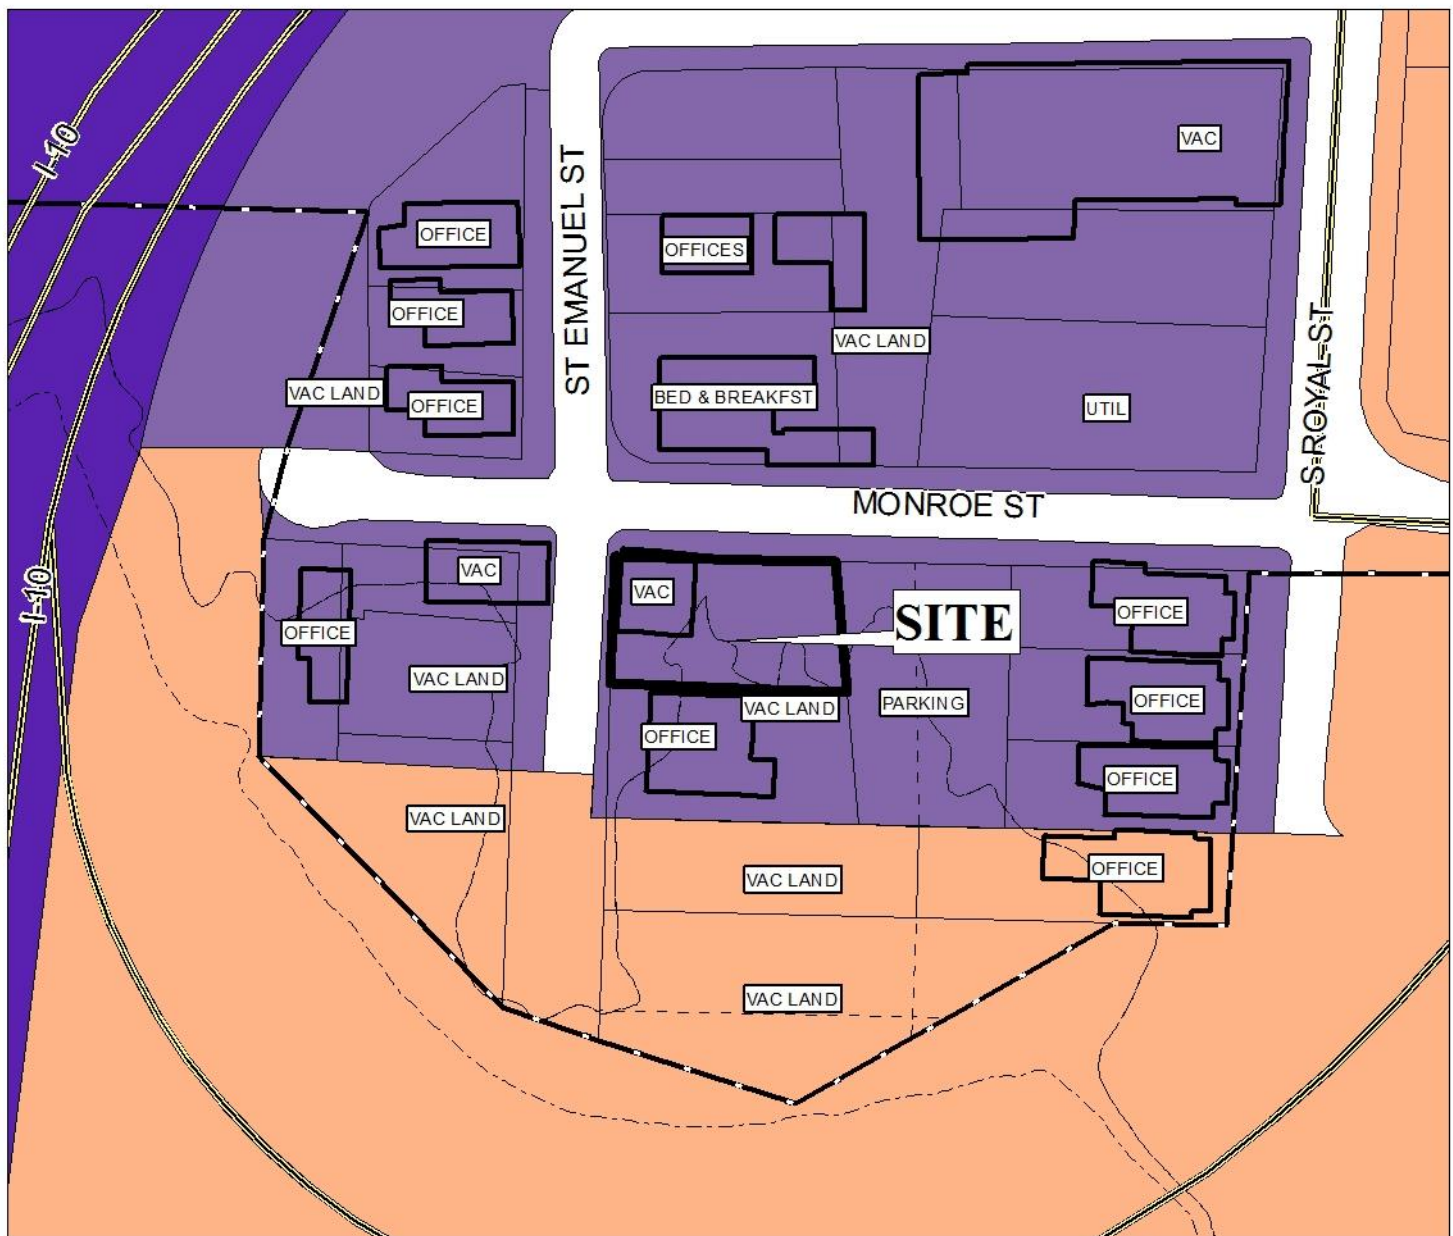 I-10
VAC
ST EMANUEL ST
OFFICE
OFFICES
OFFICE
S ROYAL ST
VAC LAND
VAC LAND
BED & BREAKFST
OFFICE
UTIL
MONROE ST
I-10
VAC
VAC
OFFICE
SITE
OFFICE
VAC LAND
VAC LAND
PARKING
OFFICE
OFFICE
OFFICE
VAC LAND
VAC LAND
OFFICE
VAC LAND